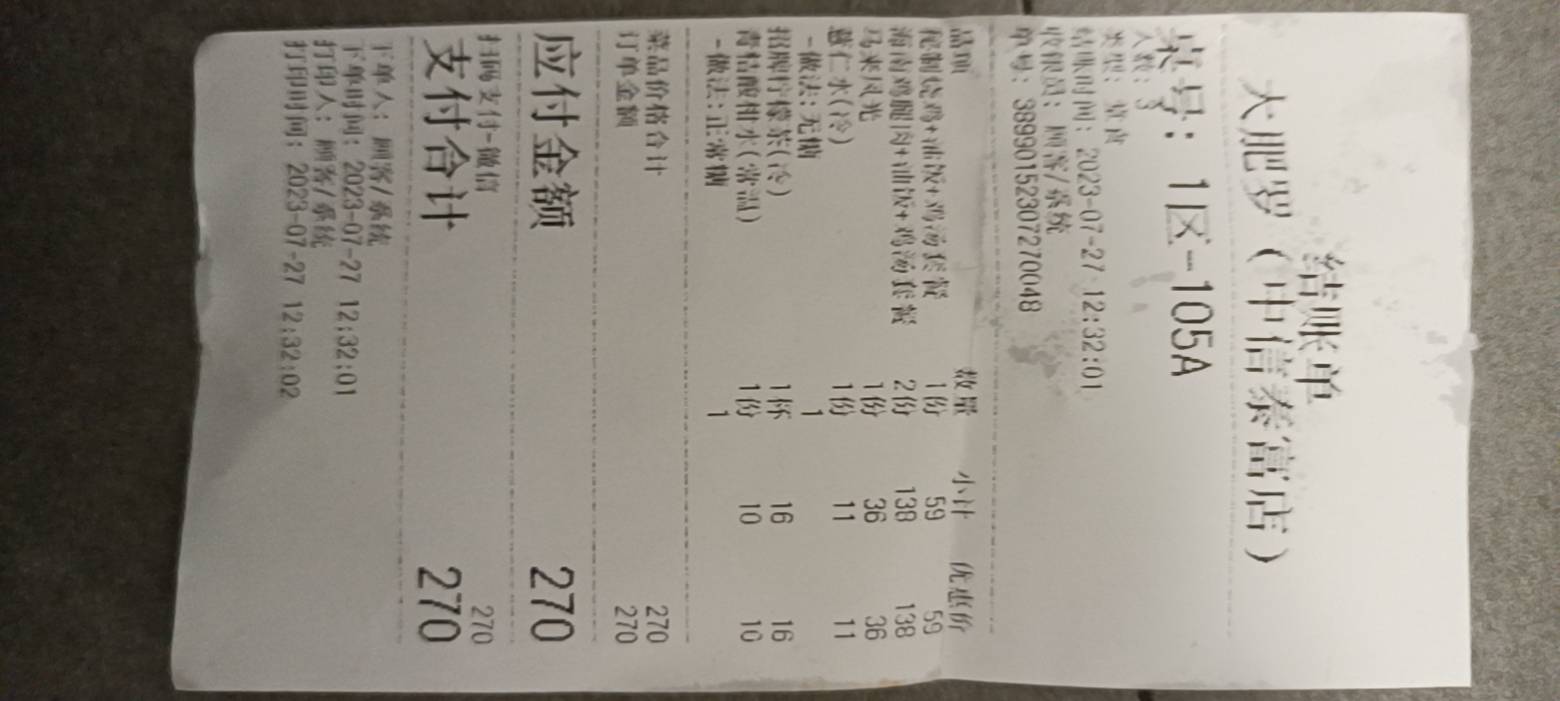 结账单
大肥罗（中信泰富店）
桌号：1区-105A
人数：3
类型：堂食
结账时间：2023-07-27 12:32:01
收银员：顾客/系统
单号：389901523072270048
品项 数量 小计 优惠价
秘制烧鸡+油饭+鸡汤套餐 1份 59 59
海南鸡腿肉+油饭+鸡汤套餐 2份 138 138
马来风光 1份 36 36
薏仁水(冷) 1份 11 11
-做法:无糖 1
招牌柠檬茶(冷) 1杯 16 16
青桔酸柑水(常温) 1份 10 10
-做法:正常糖 1
菜品价格合计 270
订单金额 270
应付金额 270
扫码支付-微信 270
支付合计 270
下单人：顾客/系统
下单时间：2023-07-27 12:32:01
打印人：顾客/系统
打印时间：2023-07-27 12:32:02